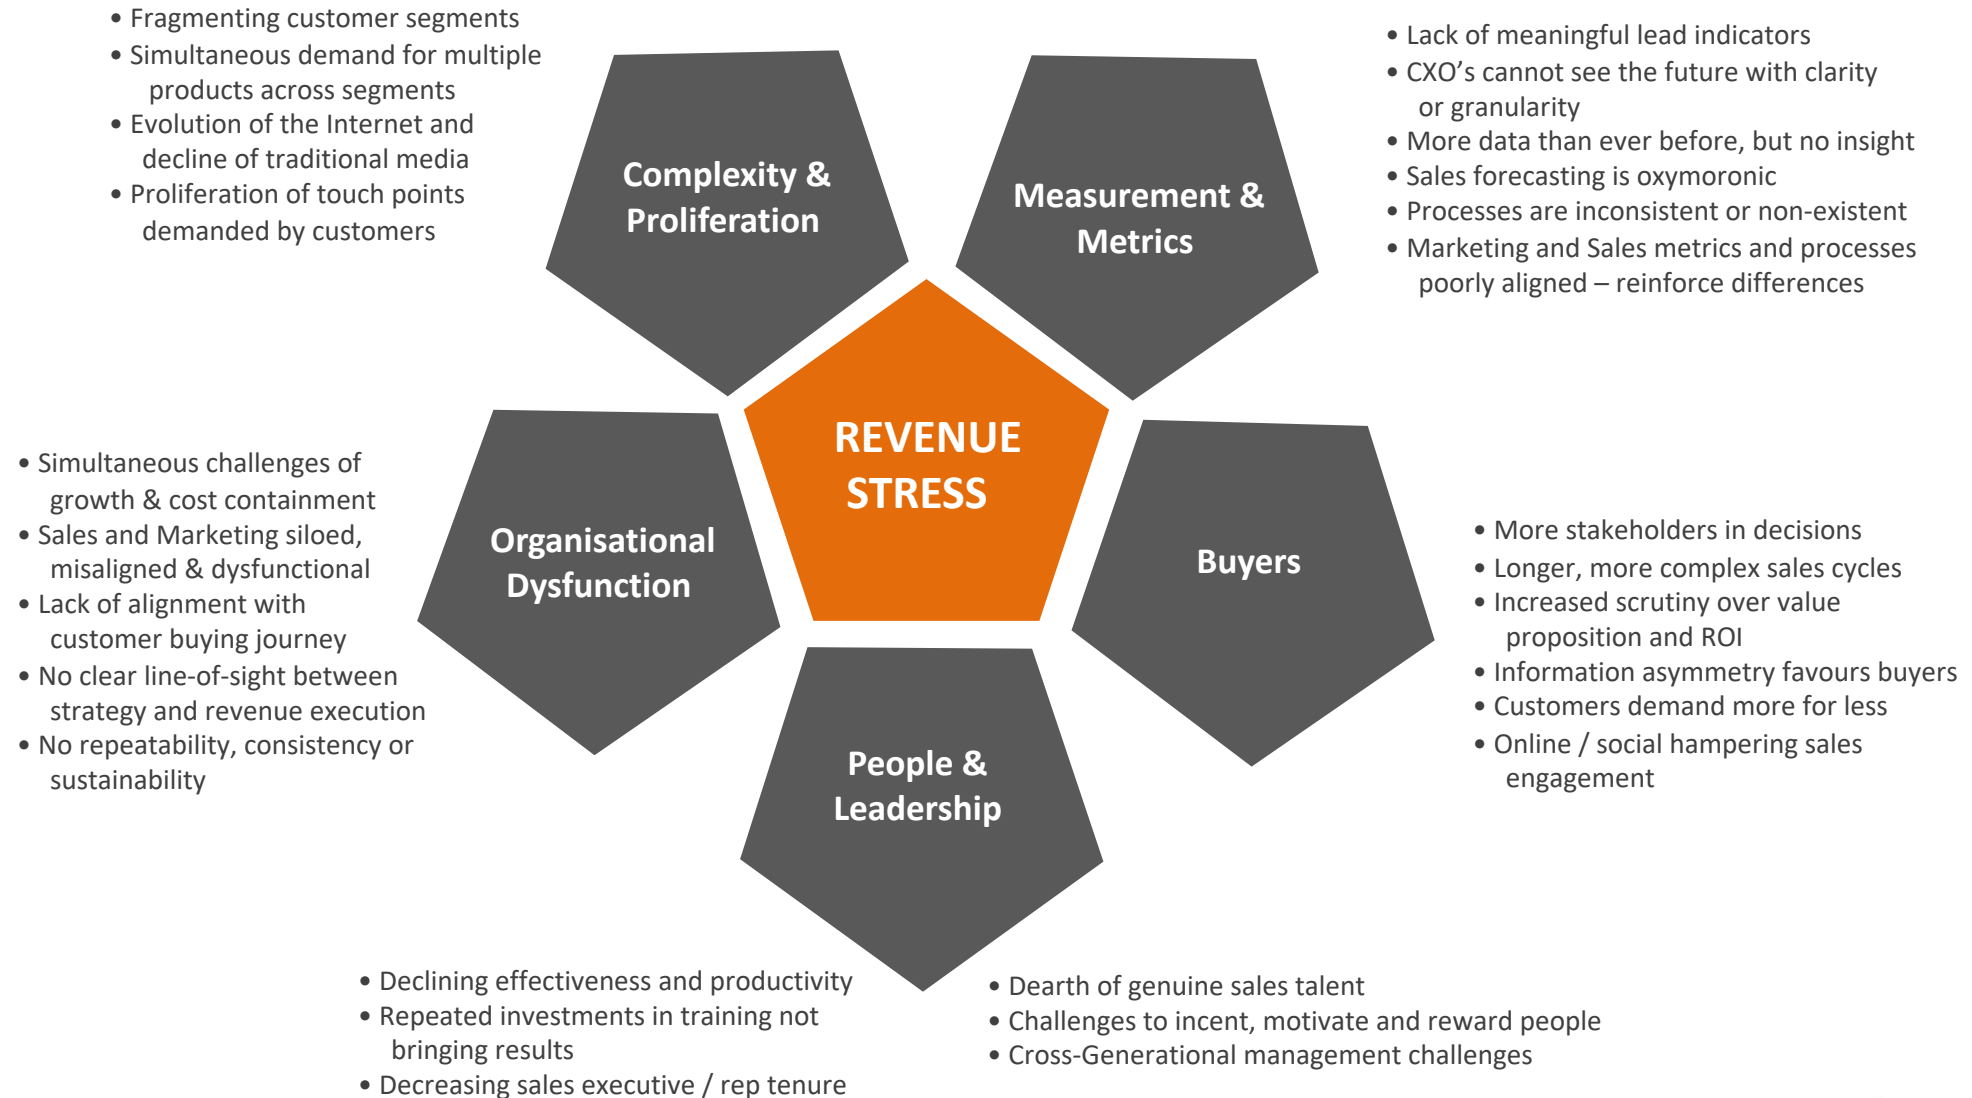 • Fragmenting customer segments
• Simultaneous demand for multiple
products across segments
• Evolution of the Internet and
decline of traditional media
• Proliferation of touch points
demanded by customers
Complexity &
Proliferation
• Lack of meaningful lead indicators
• CXO’s cannot see the future with clarity
or granularity
• More data than ever before, but no insight
• Sales forecasting is oxymoronic
• Processes are inconsistent or non-existent
• Marketing and Sales metrics and processes
poorly aligned – reinforce differences
Measurement &
Metrics
REVENUE
STRESS
• Simultaneous challenges of
growth & cost containment
• Sales and Marketing siloed,
misaligned & dysfunctional
• Lack of alignment with
customer buying journey
• No clear line-of-sight between
strategy and revenue execution
• No repeatability, consistency or
sustainability
Organisational
Dysfunction
Buyers
• More stakeholders in decisions
• Longer, more complex sales cycles
• Increased scrutiny over value
proposition and ROI
• Information asymmetry favours buyers
• Customers demand more for less
• Online / social hampering sales
engagement
People &
Leadership
• Declining effectiveness and productivity
• Repeated investments in training not
bringing results
• Decreasing sales executive / rep tenure
• Dearth of genuine sales talent
• Challenges to incent, motivate and reward people
• Cross-Generational management challenges